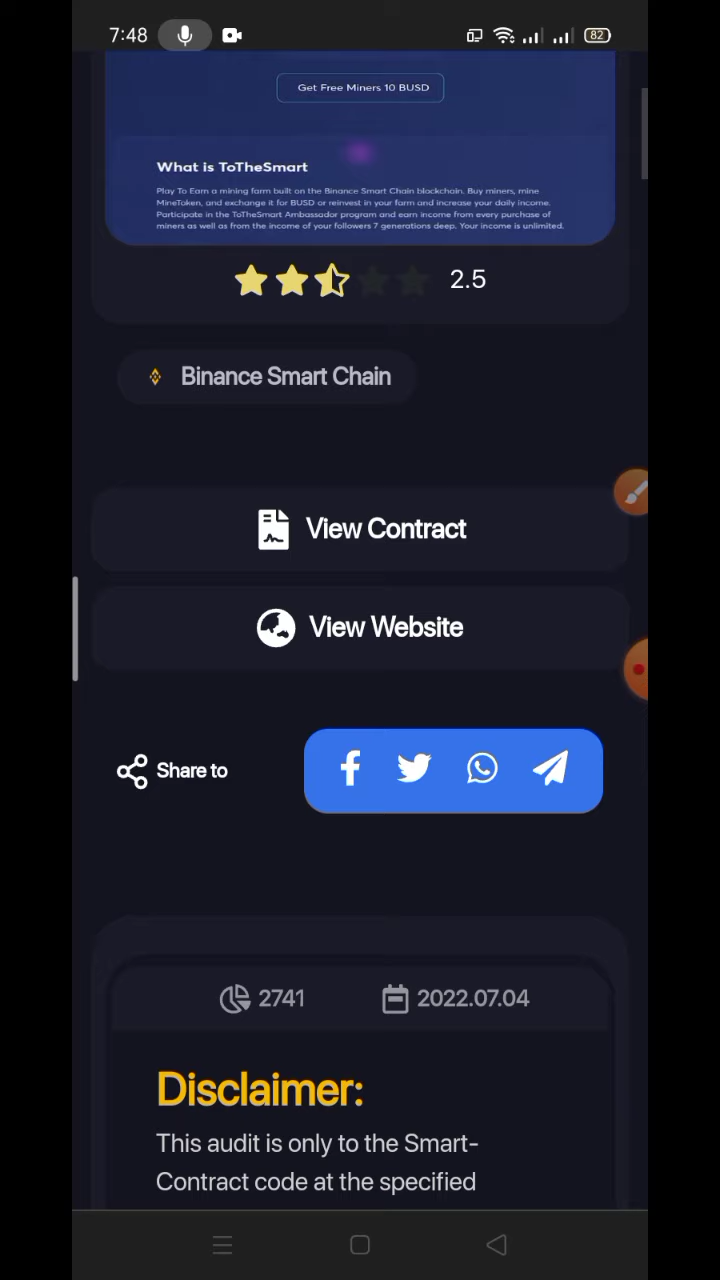 7:48
82
Get Free Miners 10 BUSD
What is ToTheSmart
Play To Earn a mining farm built on the Binance Smart Chain blockchain. Buy miners, mine
MineToken, and exchange it for BUSD or reinvest in your farm and increase your daily income.
Participate in the ToTheSmart Ambassador program and earn income from every purchase of
miners as well as from the income of your followers 7 generations deep. Your income is unlimited.
2.5
Binance Smart Chain
View Contract
View Website
Share to
2741 2022.07.04
Disclaimer:
This audit is only to the Smart-
Contract code at the specified